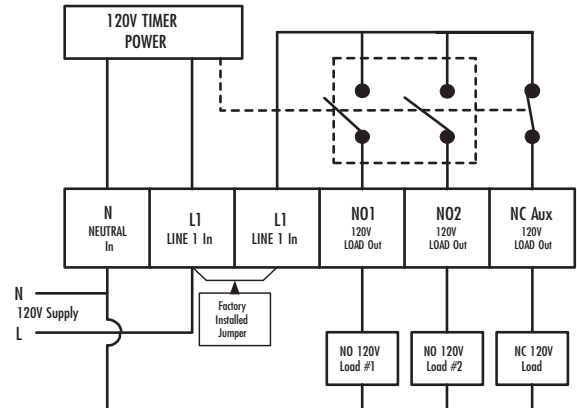 120V TIMER
POWER
N
NEUTRAL
In
L1
LINE 1 In
L1
LINE 1 In
NO1
120V
LOAD Out
NO2
120V
LOAD Out
NC Aux
120V
LOAD Out
N
120V Supply
L
Factory
Installed
Jumper
NO 120V
Load #1
NO 120V
Load #2
NC 120V
Load